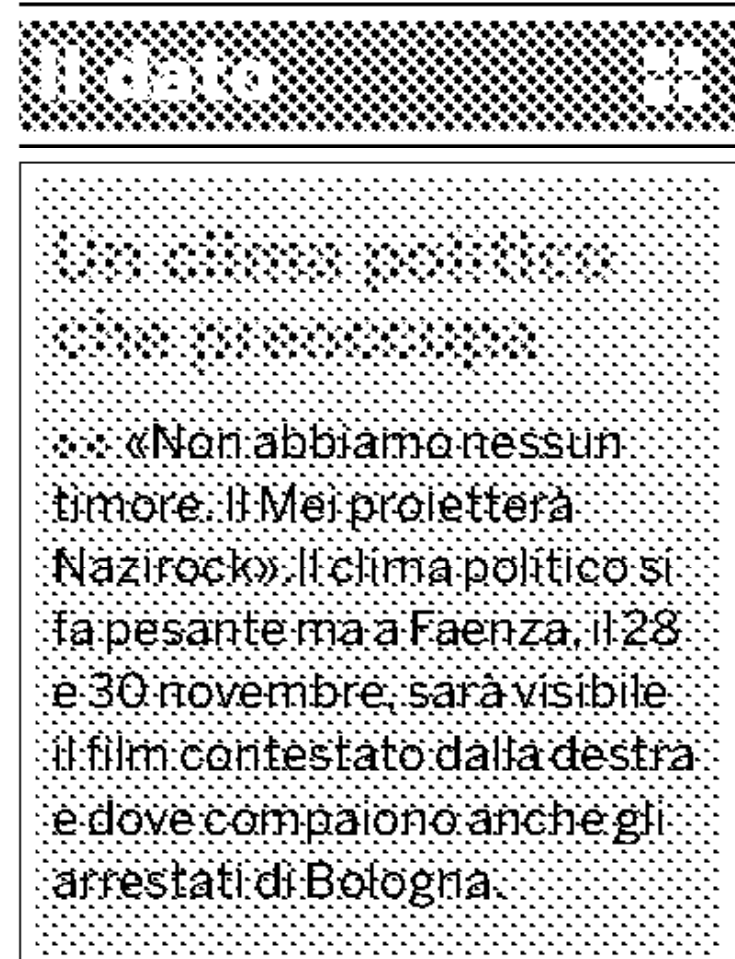 Il dato
Un clima politico
che preoccupa
«Non abbiamo nessun
timore. Il Mei proietterà
Nazirock». Il clima politico si
fa pesante ma a Faenza, il 28
e 30 novembre, sarà visibile
il film contestato dalla destra
e dove compaiono anche gli
arrestati di Bologna.